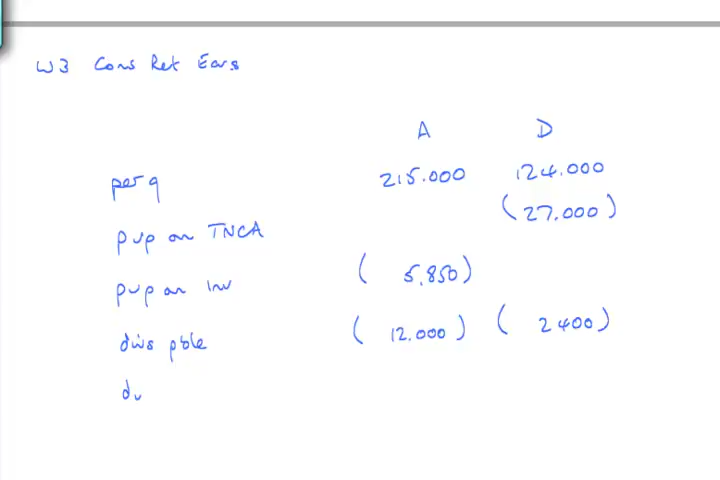 W3 Cons Ret Ears
A D
per q 215.000 124.000
(27.000)
pup on TNCA
pup on inv (5.850)
divs pble (12.000) (2400)
du